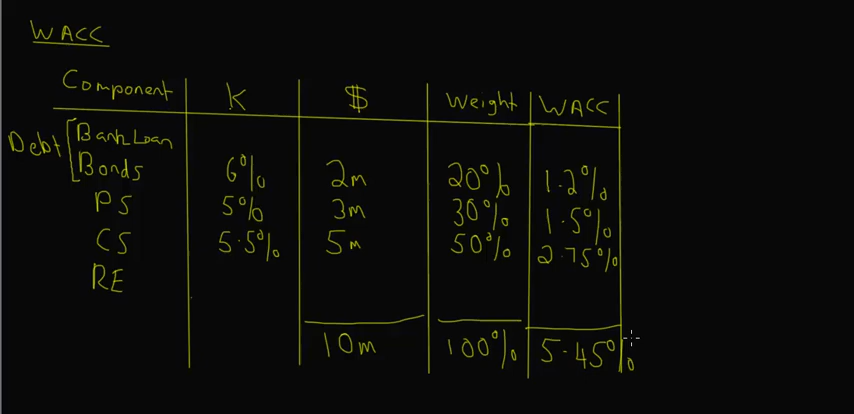 WACC
Component K $ Weight WACC
Debt [ Bank Loan
Bonds 6% 2m 20% 1.2%
PS 5% 3m 30% 1.5%
CS 5.5% 5m 50% 2.75%
RE
10m 100% 5.45%